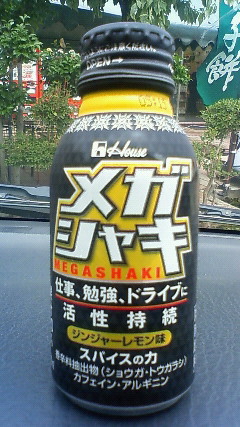 OPEN→
House
メガ
シャキ
MEGASHAKI
仕事、勉強、ドライブに
活性持続
ジンジャーレモン味
スパイスの力
香辛料抽出物(ショウガ・トウガラシ)
カフェイン・アルギニン